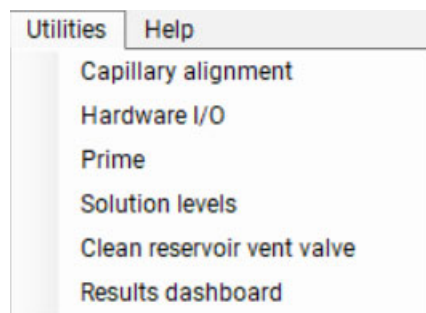 Utilities Help
Capillary alignment
Hardware I/O
Prime
Solution levels
Clean reservoir vent valve
Results dashboard